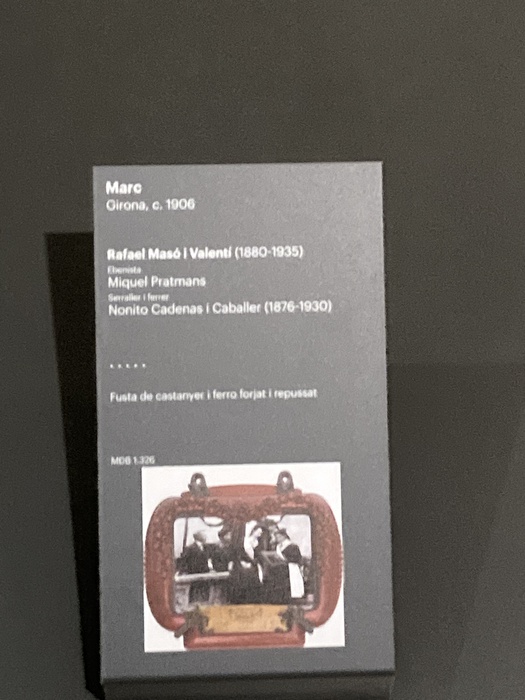 Marc
Girona, c. 1906
Rafael Masó i Valentí (1880-1935)
Ebenista
Miquel Pratmans
Serraller i ferrer
Nonito Cadenas i Caballer (1876-1930)
.....
Fusta de castanyer i ferro forjat i repussat
MDB 1.326